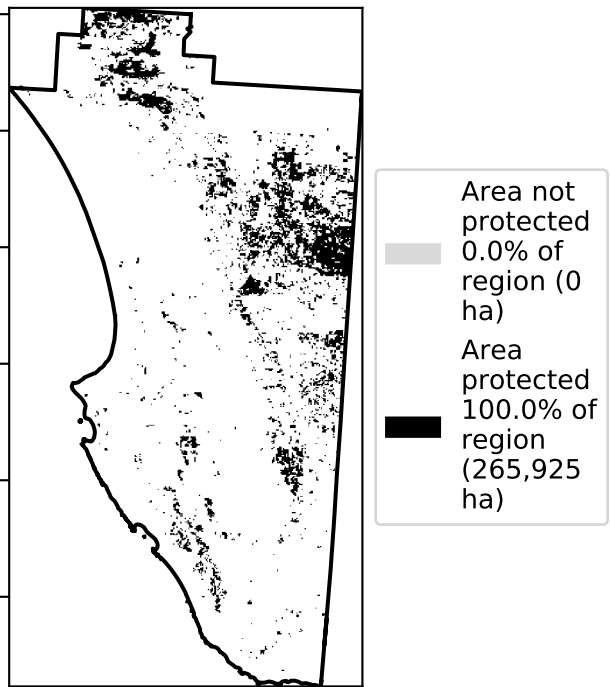 Area not
protected
0.0% of
region (0
ha)
Area
protected
100.0% of
region
(265,925
ha)